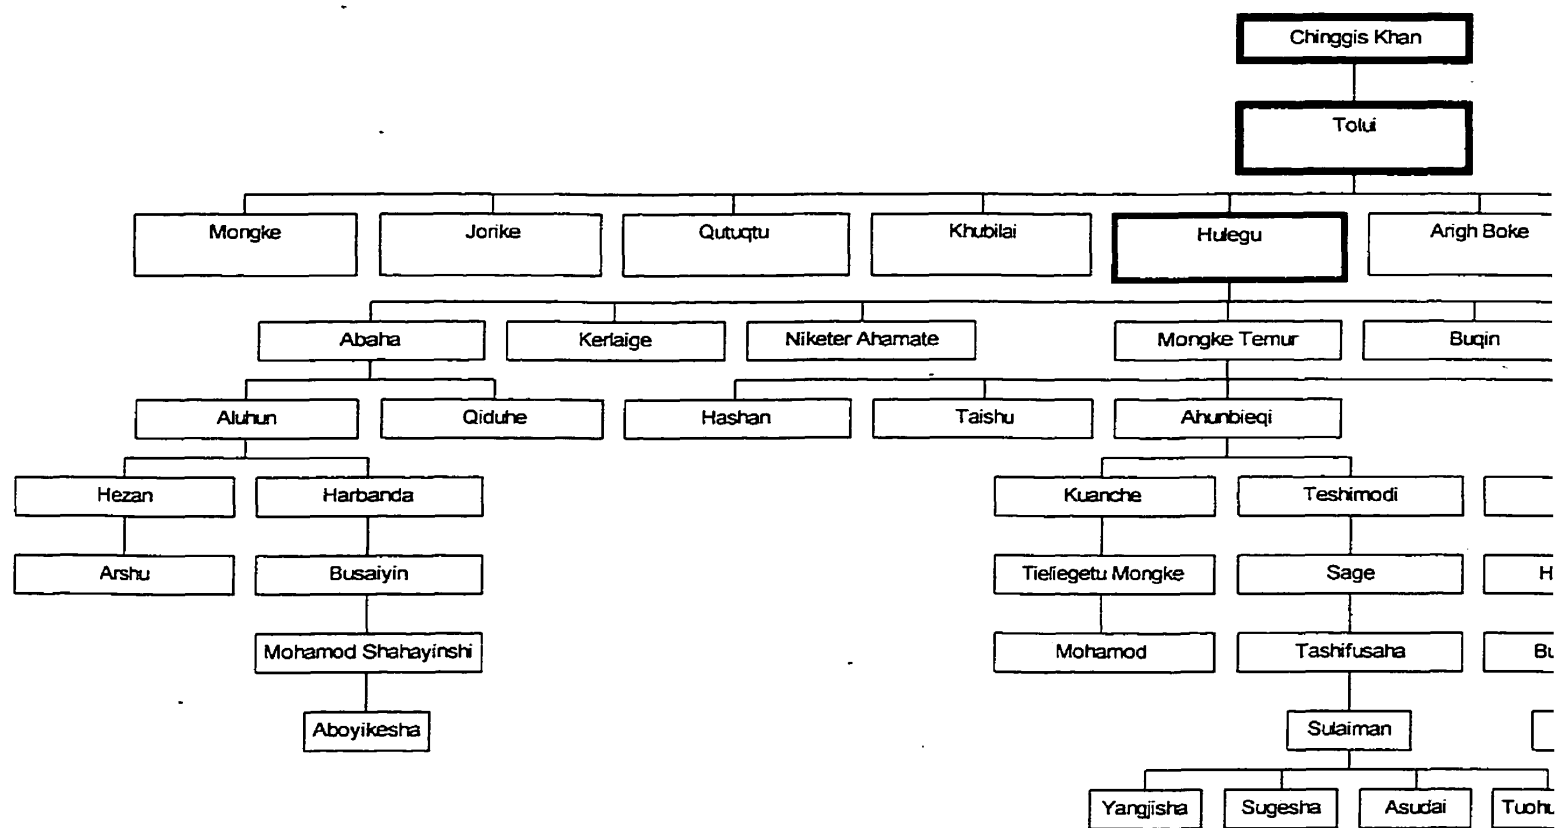 Chinggis Khan
Tolui
Mongke
Jorike
Qutuqtu
Khubilai
Hulegu
Arigh Boke
Abaha
Kerlaige
Niketer Ahamate
Mongke Temur
Buqin
Aluhun
Qiduhe
Hashan
Taishu
Ahunbieqi
Hezan
Harbanda
Kuanche
Teshimodi
Arshu
Busaiyin
Tieliegetu Mongke
Sage
H
Mohamod Shahayinshi
Mohamod
Tashifusaha
Bu
Aboyikesha
Sulaiman
Yangjisha
Sugesha
Asudai
Tuohu